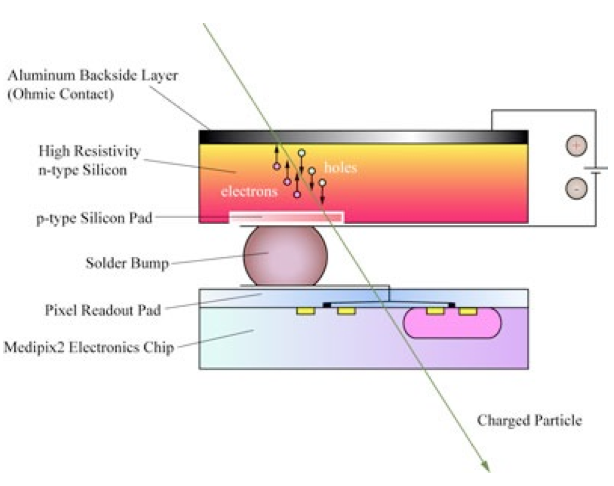 Aluminum Backside Layer
(Ohmic Contact)
High Resistivity
n-type Silicon
holes
electrons
p-type Silicon Pad
Solder Bump
Pixel Readout Pad
Medipix2 Electronics Chip
Charged Particle
+
-